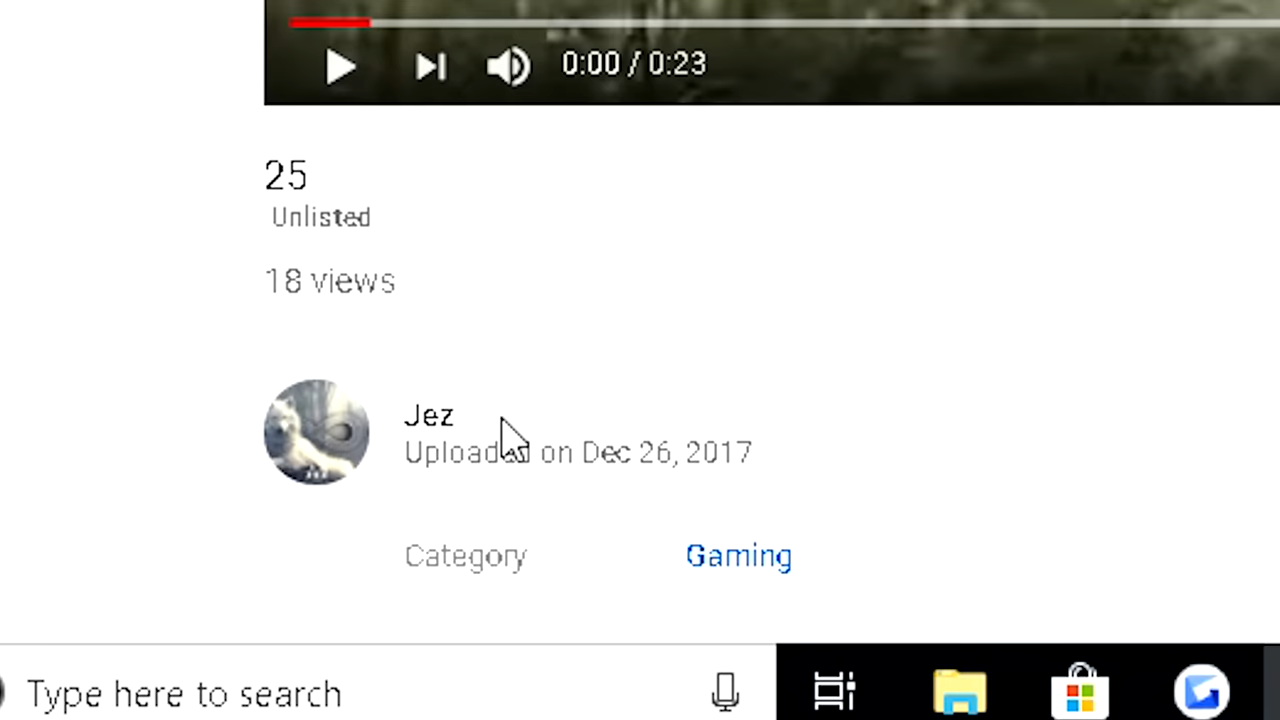 0:00 / 0:23
25
Unlisted
18 views
Jez
Uploaded on Dec 26, 2017
Category Gaming
Type here to search